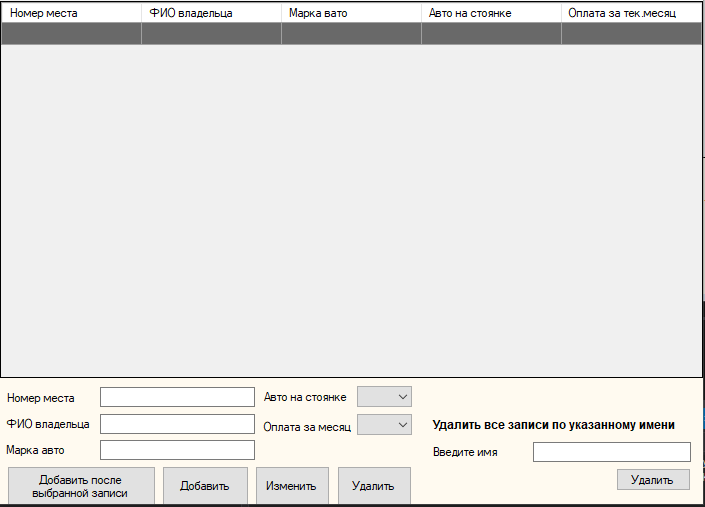 Номер места ФИО владельца Марка вато Авто на стоянке Оплата за тек.месяц
Номер места
Авто на стоянке
ФИО владельца
Оплата за месяц
Удалить все записи по указанному имени
Марка авто
Введите имя
Добавить после
выбранной записи
Добавить
Изменить
Удалить
Удалить